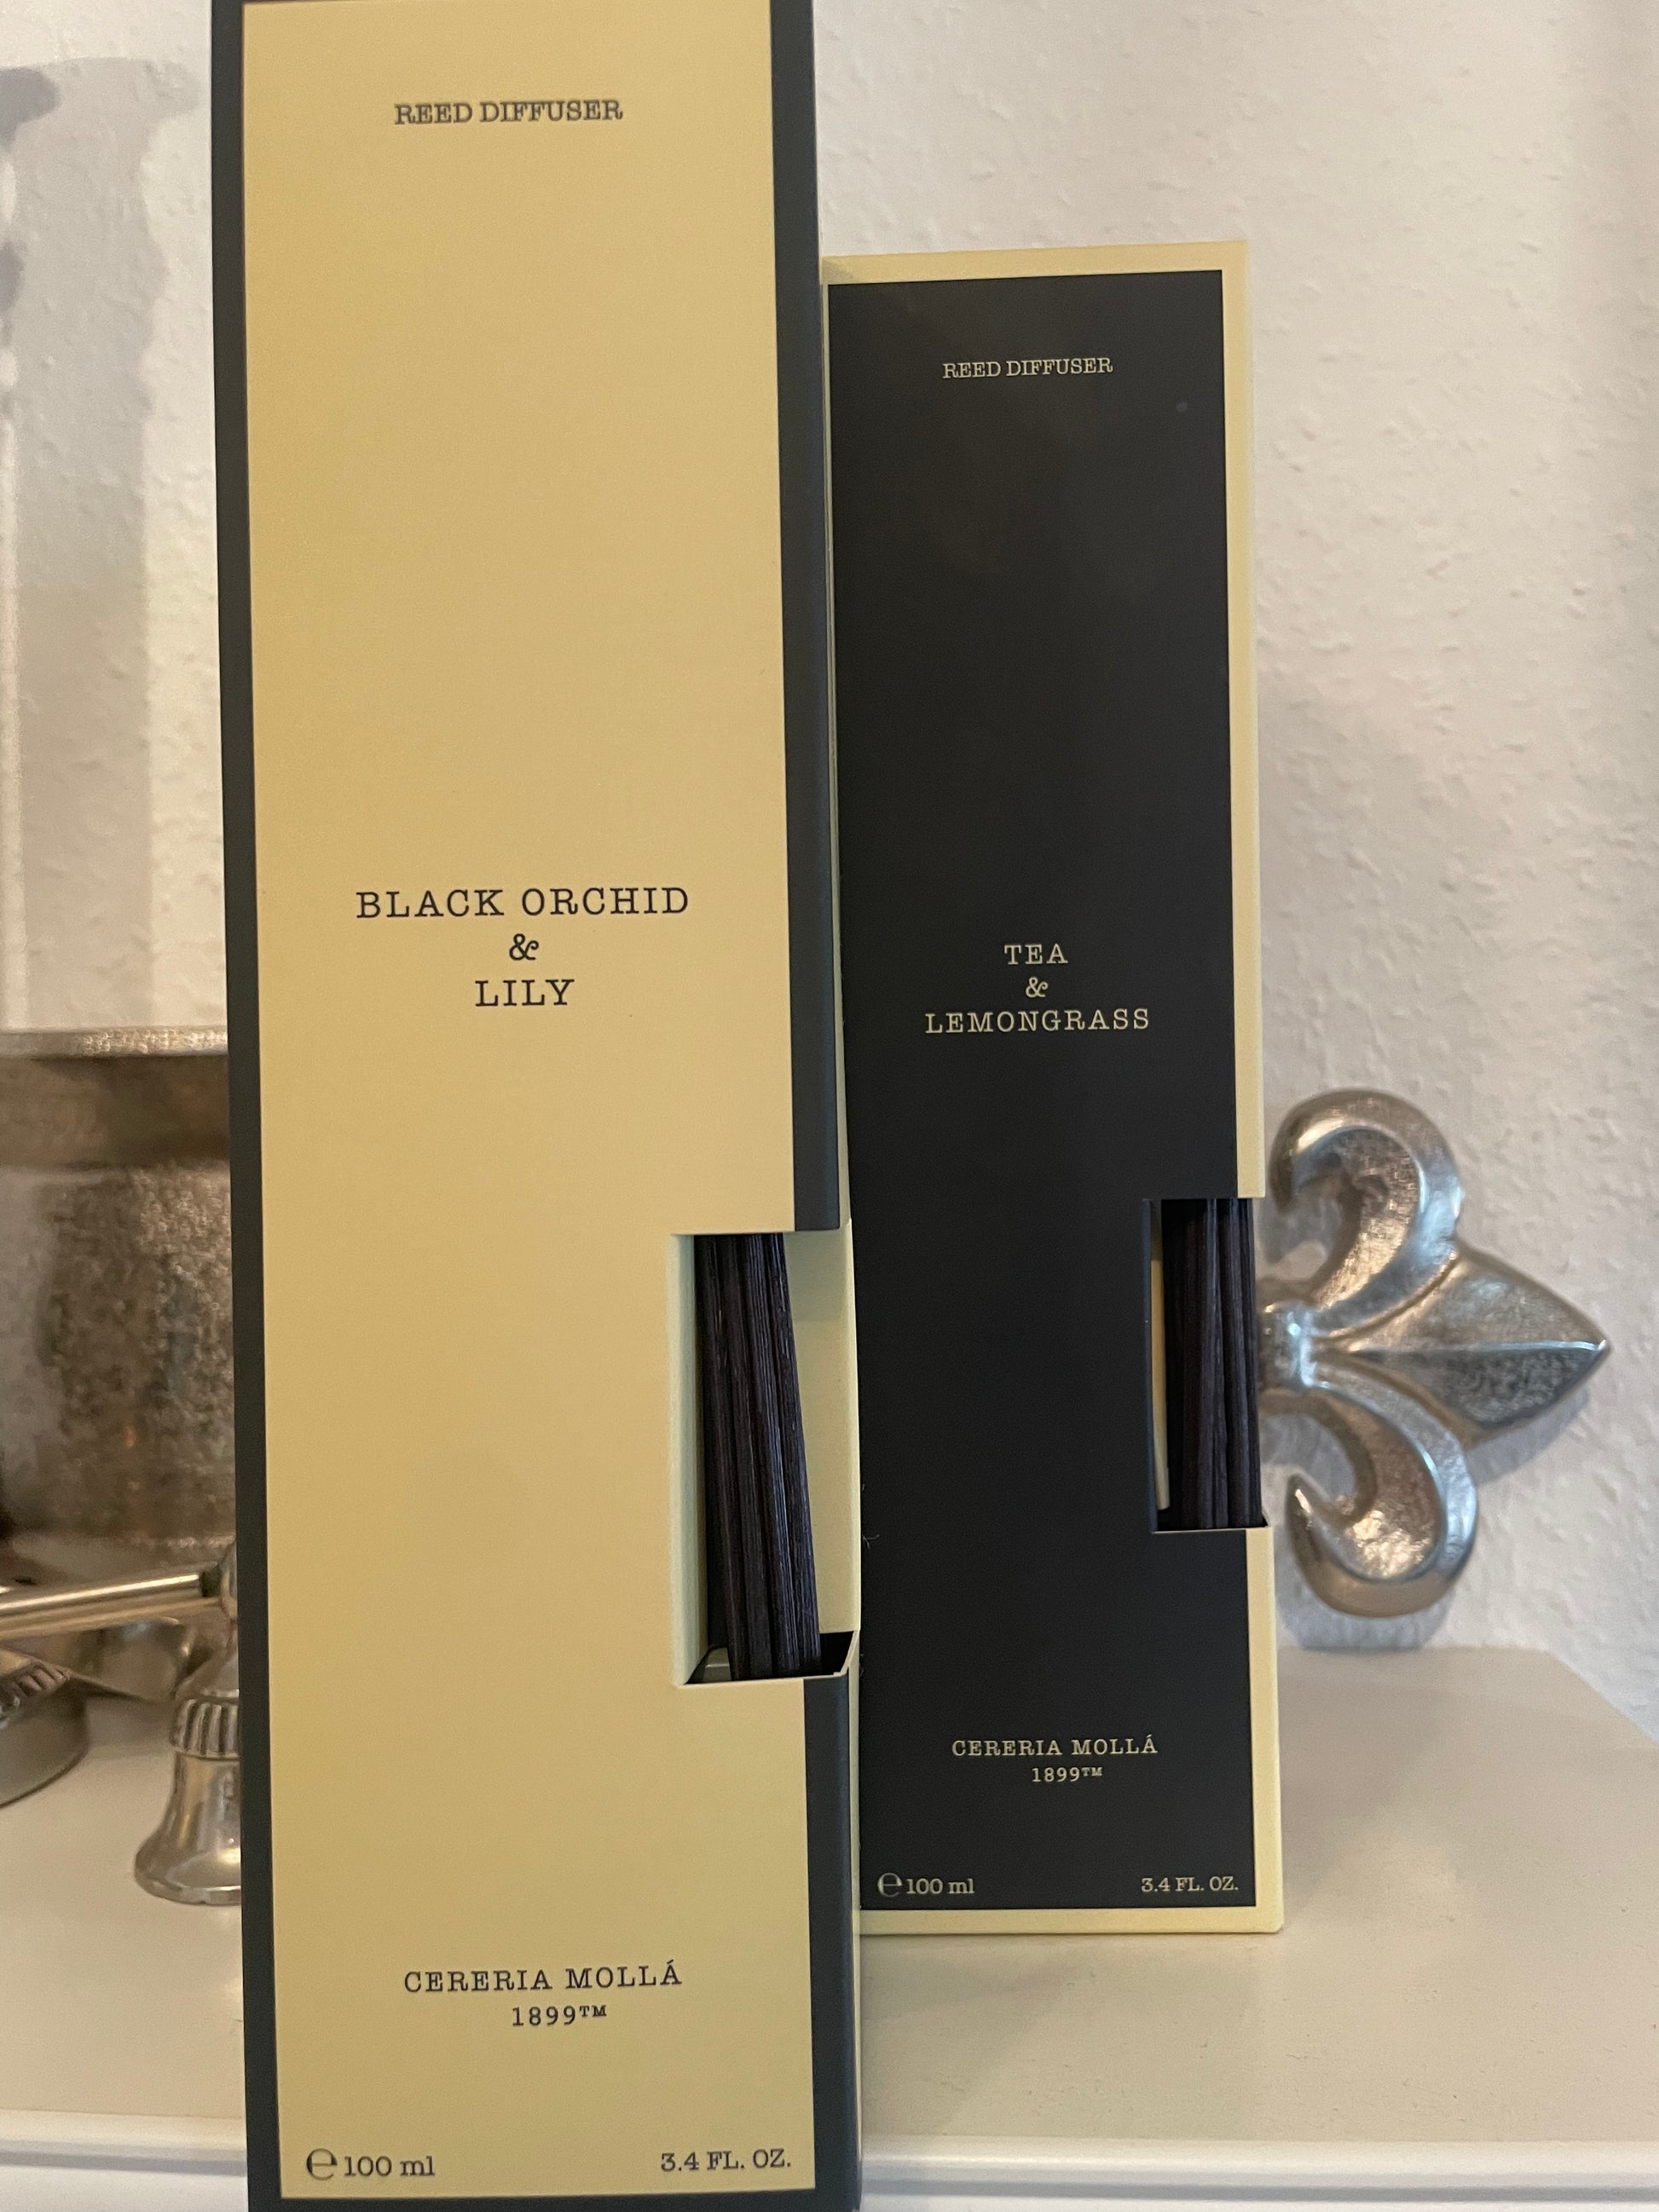 REED DIFFUSER
BLACK ORCHID
&
LILY
CERERIA MOLLÁ
1899™
℮100 ml 3.4 FL. OZ.
REED DIFFUSER
TEA
&
LEMONGRASS
CERERIA MOLLÁ
1899™
℮100 ml 3.4 FL. OZ.